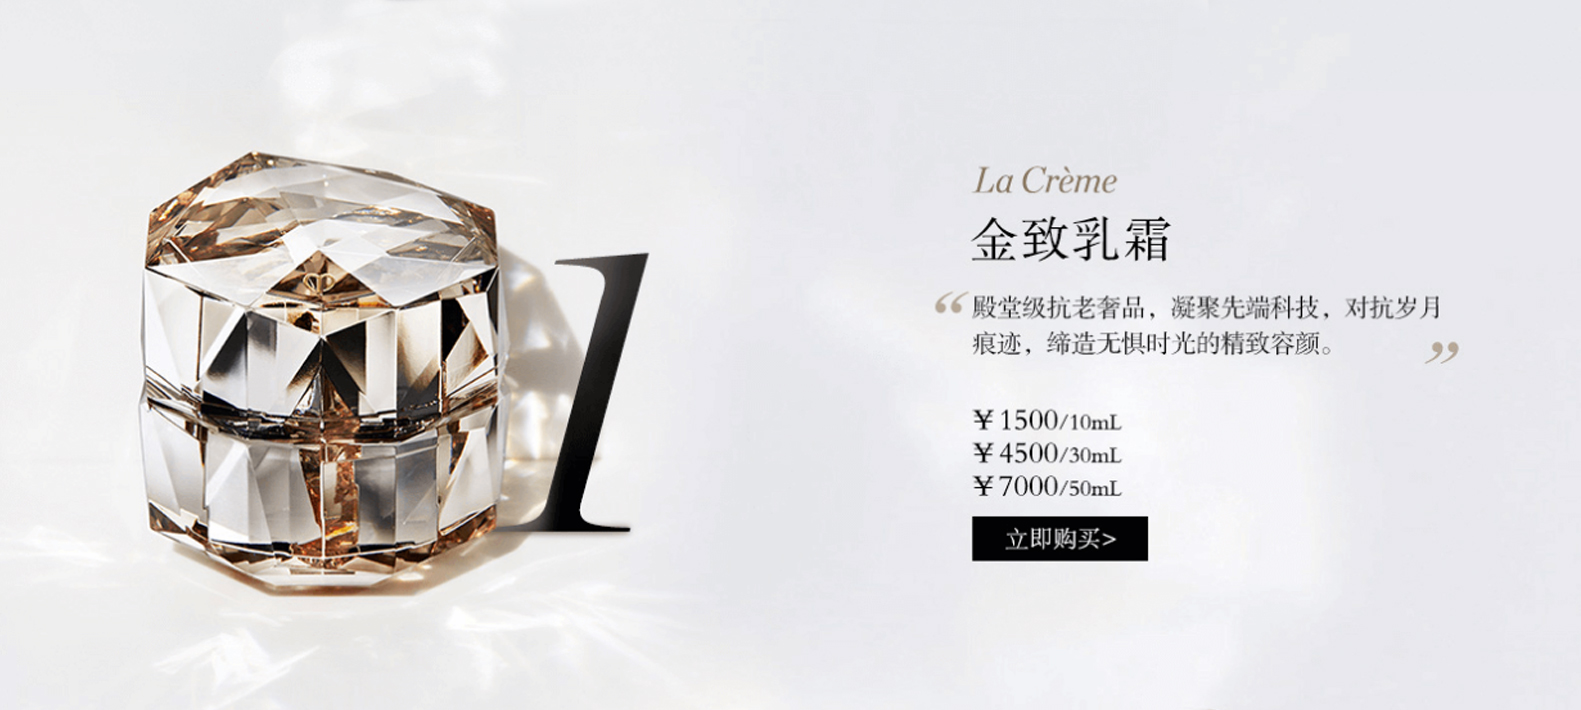 1
La Crème
金致乳霜
“ 殿堂级抗老奢品，凝聚先端科技，对抗岁月
痕迹，缔造无惧时光的精致容颜。 ”
￥1500/10mL
￥4500/30mL
￥7000/50mL
立即购买>